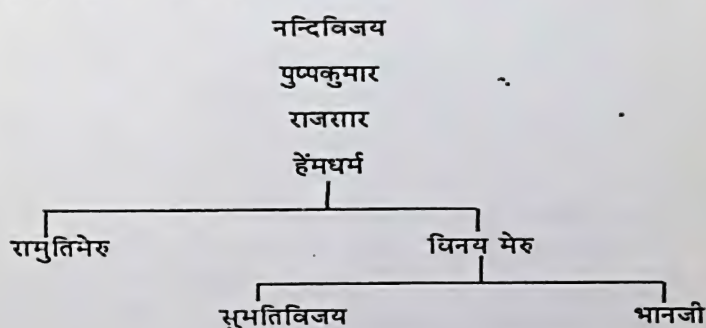 नन्दिविजय
पुष्पकुमार
राजसार
हेंमधर्म
रामुतिमेरु विनय मेरु
सुमतिविजय भानजी